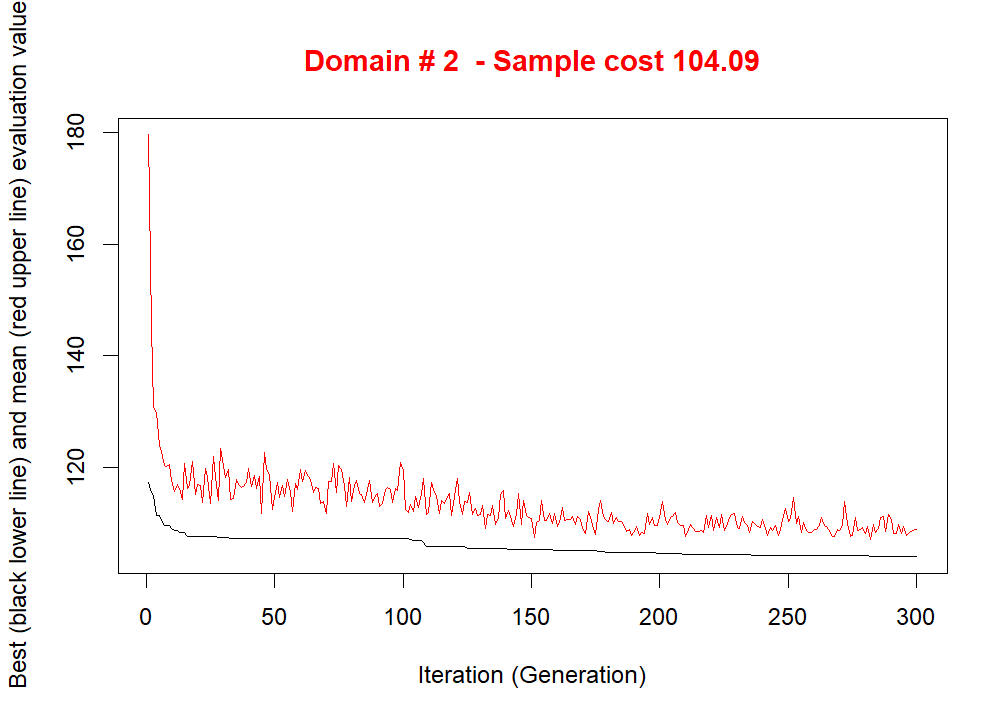 Domain # 2 - Sample cost 104.09
Best (black lower line) and mean (red upper line) evaluation value
180
160
140
120
0 50 100 150 200 250 300
Iteration (Generation)